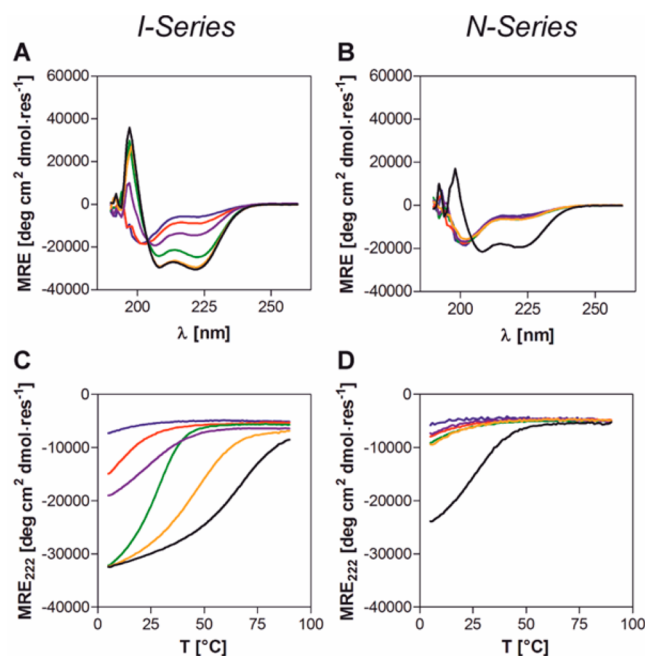 I-Series
N-Series
A
B
MRE [deg cm² dmol·res⁻¹]
60000
40000
20000
0
-20000
-40000
200
225
250
λ [nm]
MRE [deg cm² dmol·res⁻¹]
60000
40000
20000
0
-20000
-40000
200
225
250
λ [nm]
C
D
MRE₂₂₂ [deg cm² dmol·res⁻¹]
0
-10000
-20000
-30000
-40000
0
25
50
75
100
T [°C]
MRE₂₂₂ [deg cm² dmol·res⁻¹]
0
-10000
-20000
-30000
-40000
0
25
50
75
100
T [°C]